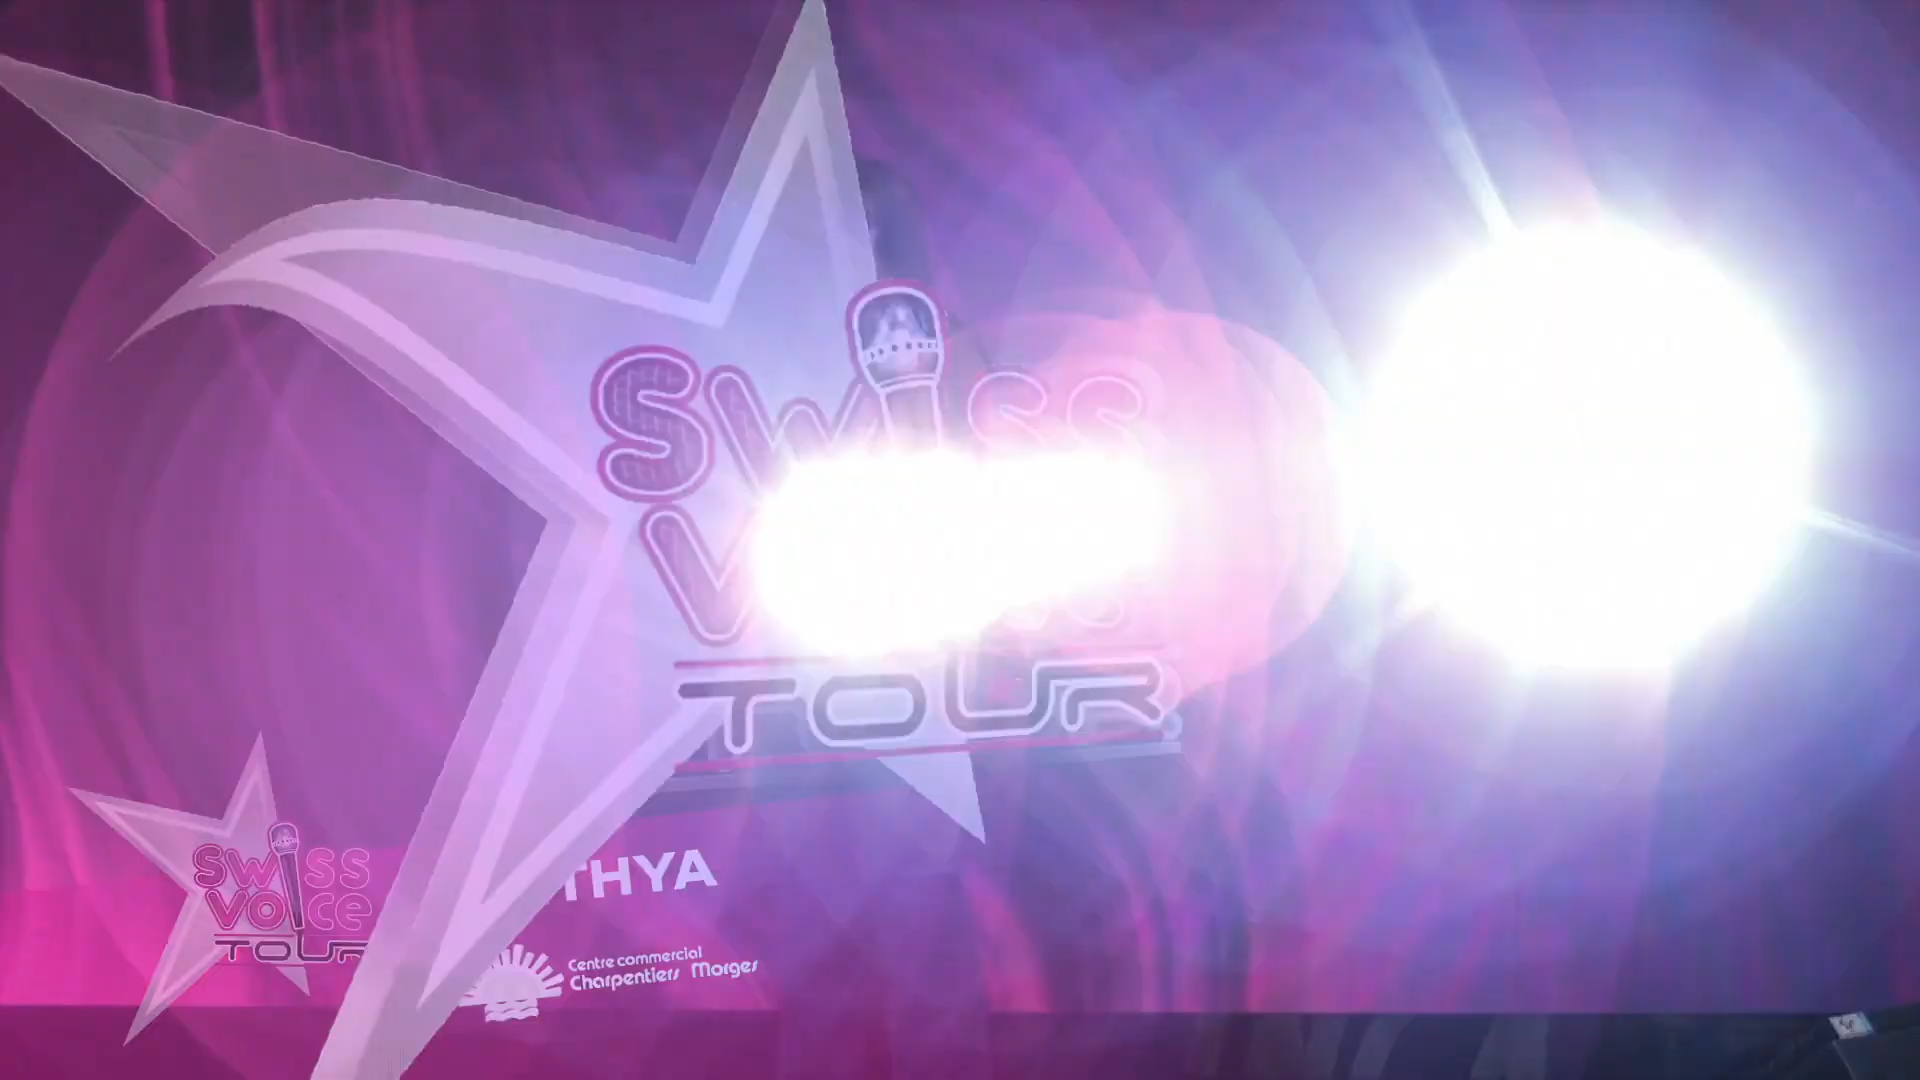 SWISS
TOUR
THYA
SWISS
VOICE
TOUR
Centre commercial
Charpentiers Morges